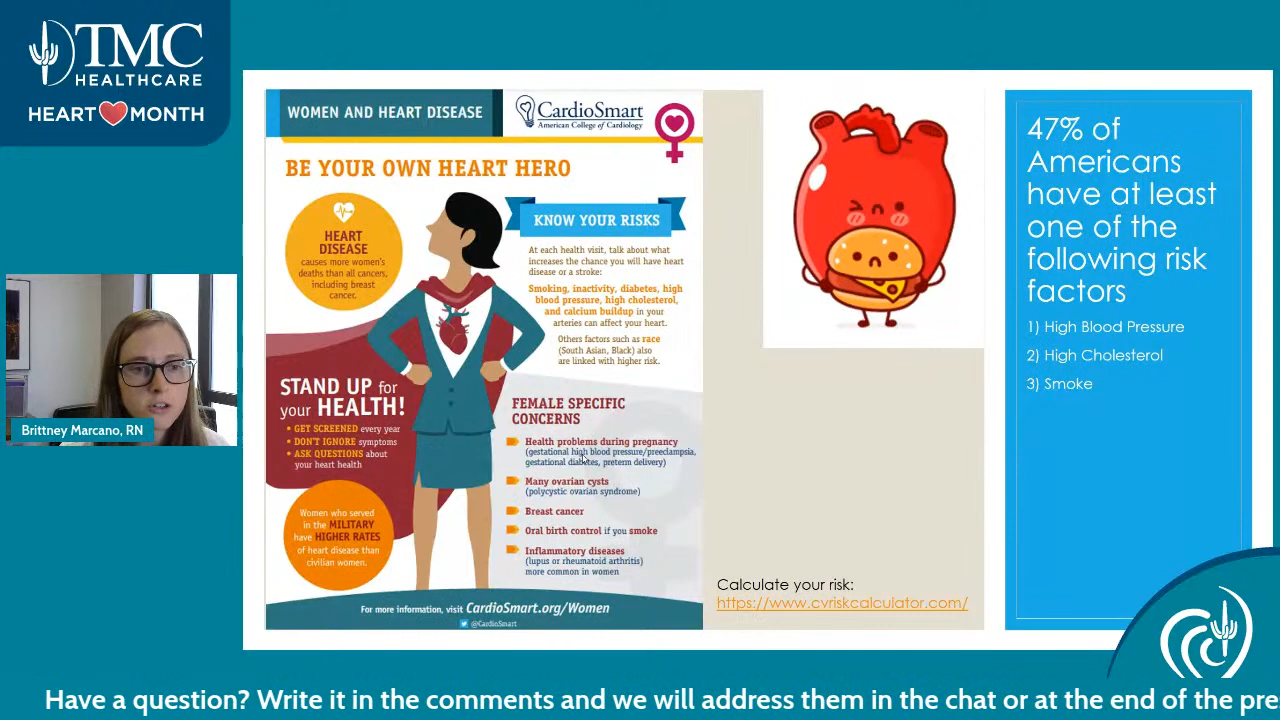 TMC
HEALTHCARE
HEART MONTH
Brittney Marcano, RN
WOMEN AND HEART DISEASE
CardioSmart
American College of Cardiology
BE YOUR OWN HEART HERO
HEART
DISEASE
causes more women's
deaths than all cancers,
including breast
cancer.
KNOW YOUR RISKS
At each health visit, talk about what
increases the chance you will have heart
disease or a stroke:
Smoking, inactivity, diabetes, high
blood pressure, high cholesterol,
and calcium buildup in your
arteries can affect your heart.
Others factors such as race
(South Asian, Black) also
are linked with higher risk.
STAND UP for
your HEALTH!
• GET SCREENED every year
• DON'T IGNORE symptoms
• ASK QUESTIONS about
your heart health
Women who served
in the MILITARY
have HIGHER RATES
of heart disease than
civilian women.
FEMALE SPECIFIC
CONCERNS
Health problems during pregnancy
(gestational high blood pressure/preeclampsia,
gestational diabetes, preterm delivery)
Many ovarian cysts
(polycystic ovarian syndrome)
Breast cancer
Oral birth control if you smoke
Inflammatory diseases
(lupus or rheumatoid arthritis)
more common in women
For more information, visit CardioSmart.org/Women
@CardioSmart
Calculate your risk:
https://www.cvriskcalculator.com/
47% of
Americans
have at least
one of the
following risk
factors
1) High Blood Pressure
2) High Cholesterol
3) Smoke
Have a question? Write it in the comments and we will address them in the chat or at the end of the pre